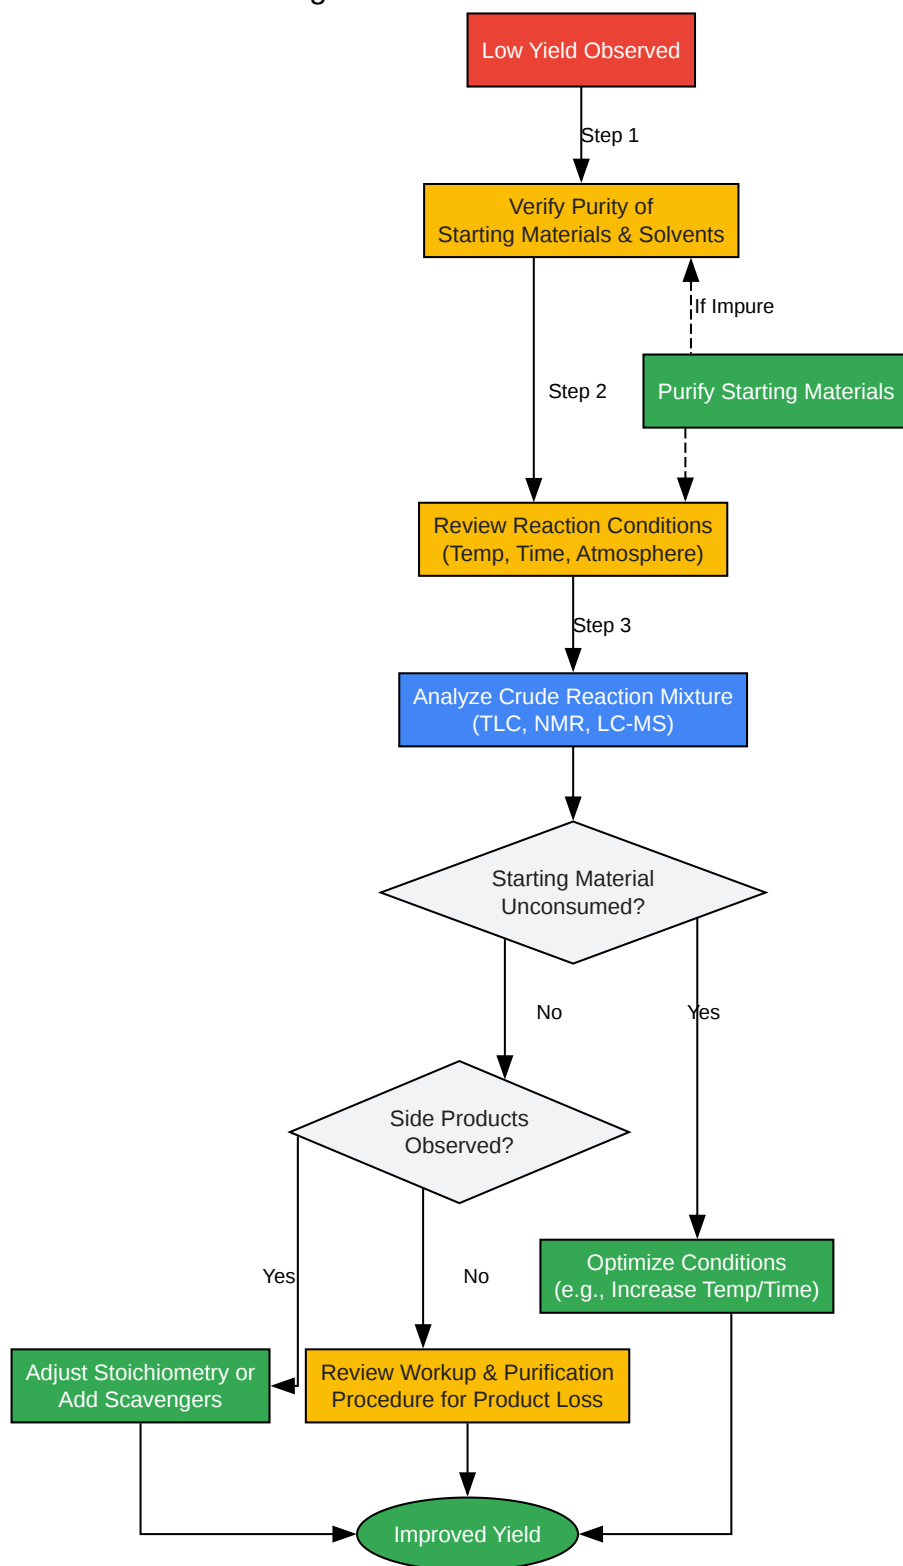 Low Yield Observed
Step 1
Verify Purity of
Starting Materials & Solvents
If Impure
Step 2
Purify Starting Materials
Review Reaction Conditions
(Temp, Time, Atmosphere)
Step 3
Analyze Crude Reaction Mixture
(TLC, NMR, LC-MS)
Starting Material
Unconsumed?
No
Yes
Side Products
Observed?
Yes
No
Optimize Conditions
(e.g., Increase Temp/Time)
Adjust Stoichiometry or
Add Scavengers
Review Workup & Purification
Procedure for Product Loss
Improved Yield